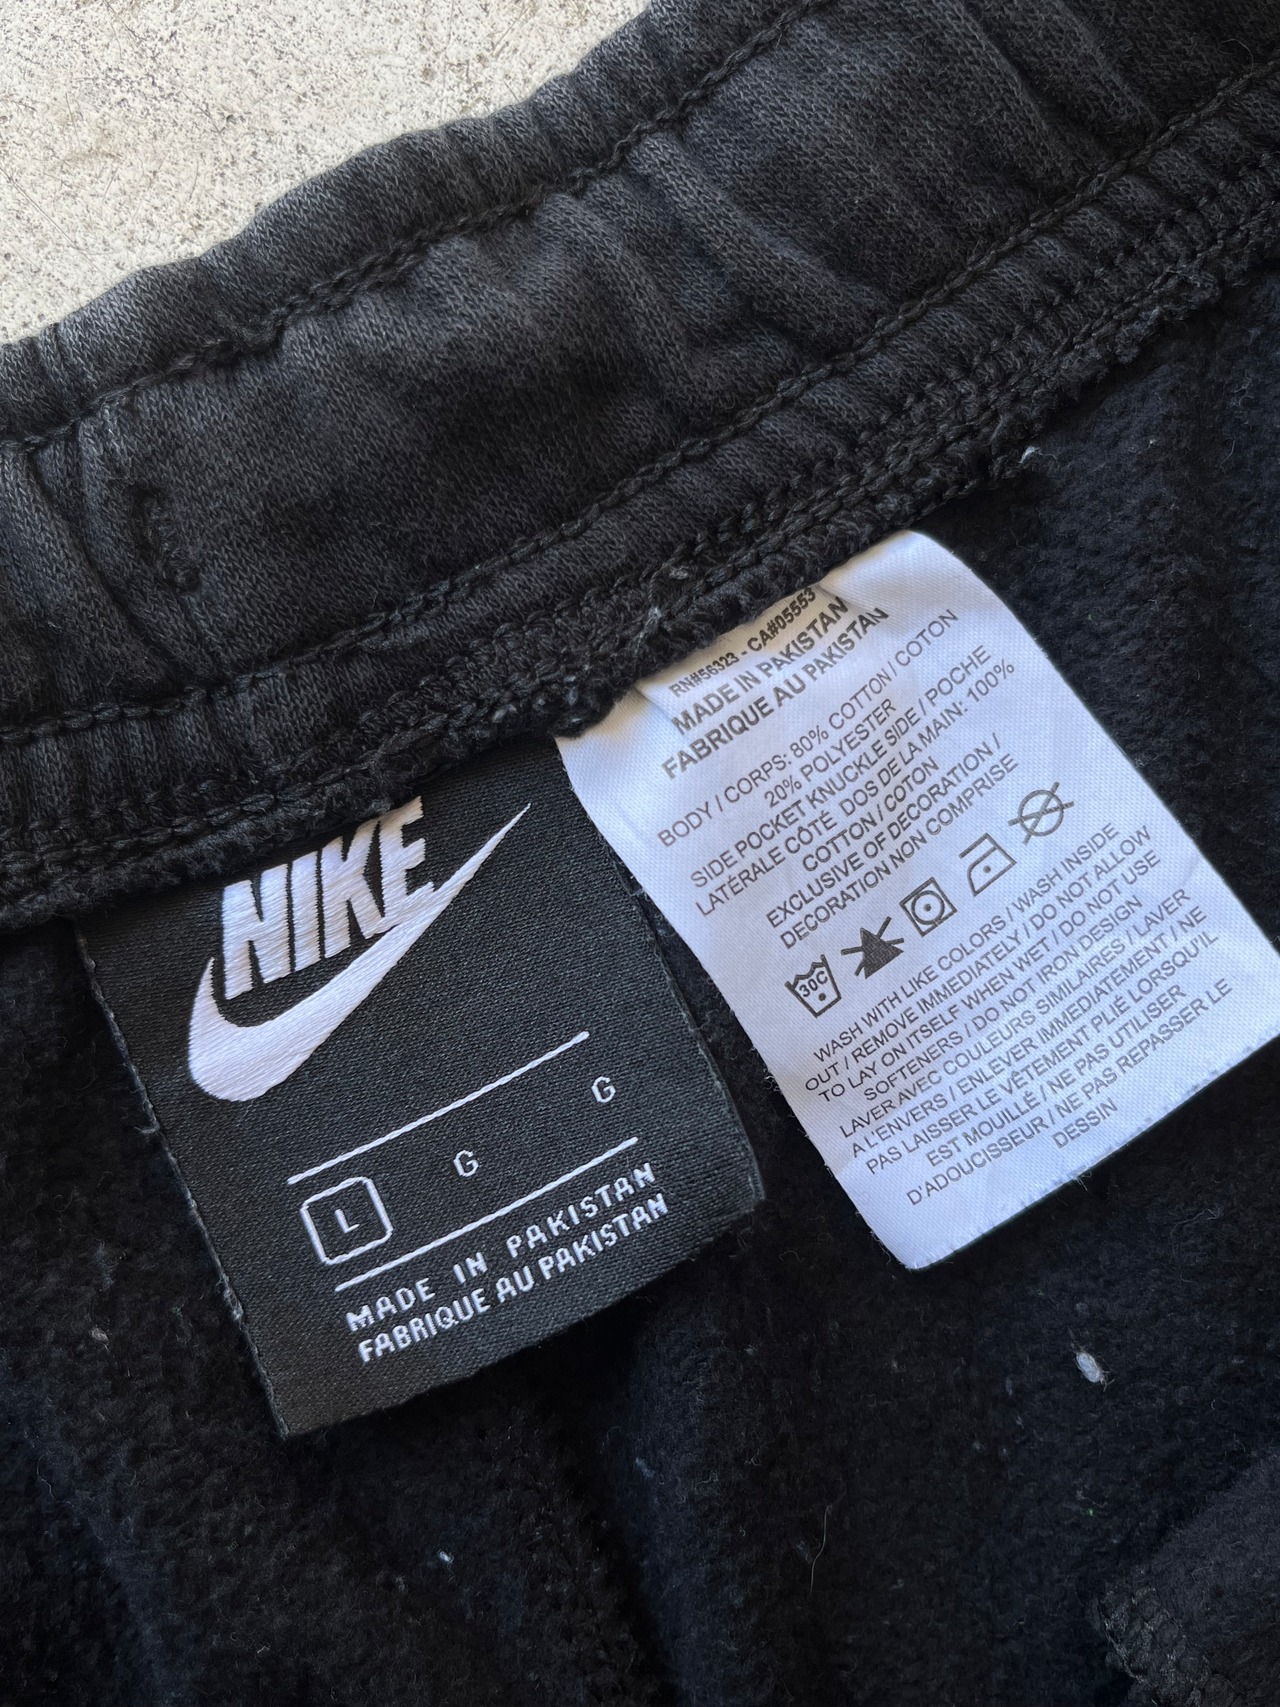 NIKE
L G G
MADE IN PAKISTAN
FABRIQUE AU PAKISTAN
RN#56323 - CA#05553
MADE IN PAKISTAN
FABRIQUE AU PAKISTAN
BODY / CORPS: 80% COTTON / COTON
20% POLYESTER
SIDE POCKET KNUCKLE SIDE / POCHE
LATÉRALE CÔTÉ DOS DE LA MAIN: 100%
COTTON / COTON
EXCLUSIVE OF DECORATION /
DECORATION NON COMPRISE
30C
WASH WITH LIKE COLORS / WASH INSIDE
OUT / REMOVE IMMEDIATELY / DO NOT ALLOW
TO LAY ON ITSELF WHEN WET / DO NOT USE
SOFTENERS / DO NOT IRON DESIGN
LAVER AVEC COULEURS SIMILAIRES / LAVER
A L'ENVERS / ENLEVER IMMEDIATEMENT / NE
PAS LAISSER LE VÊTEMENT PLIÉ LORSQU'IL
EST MOUILLÉ / NE PAS UTILISER
D'ADOUCISSEUR / NE PAS REPASSER LE
DESSIN